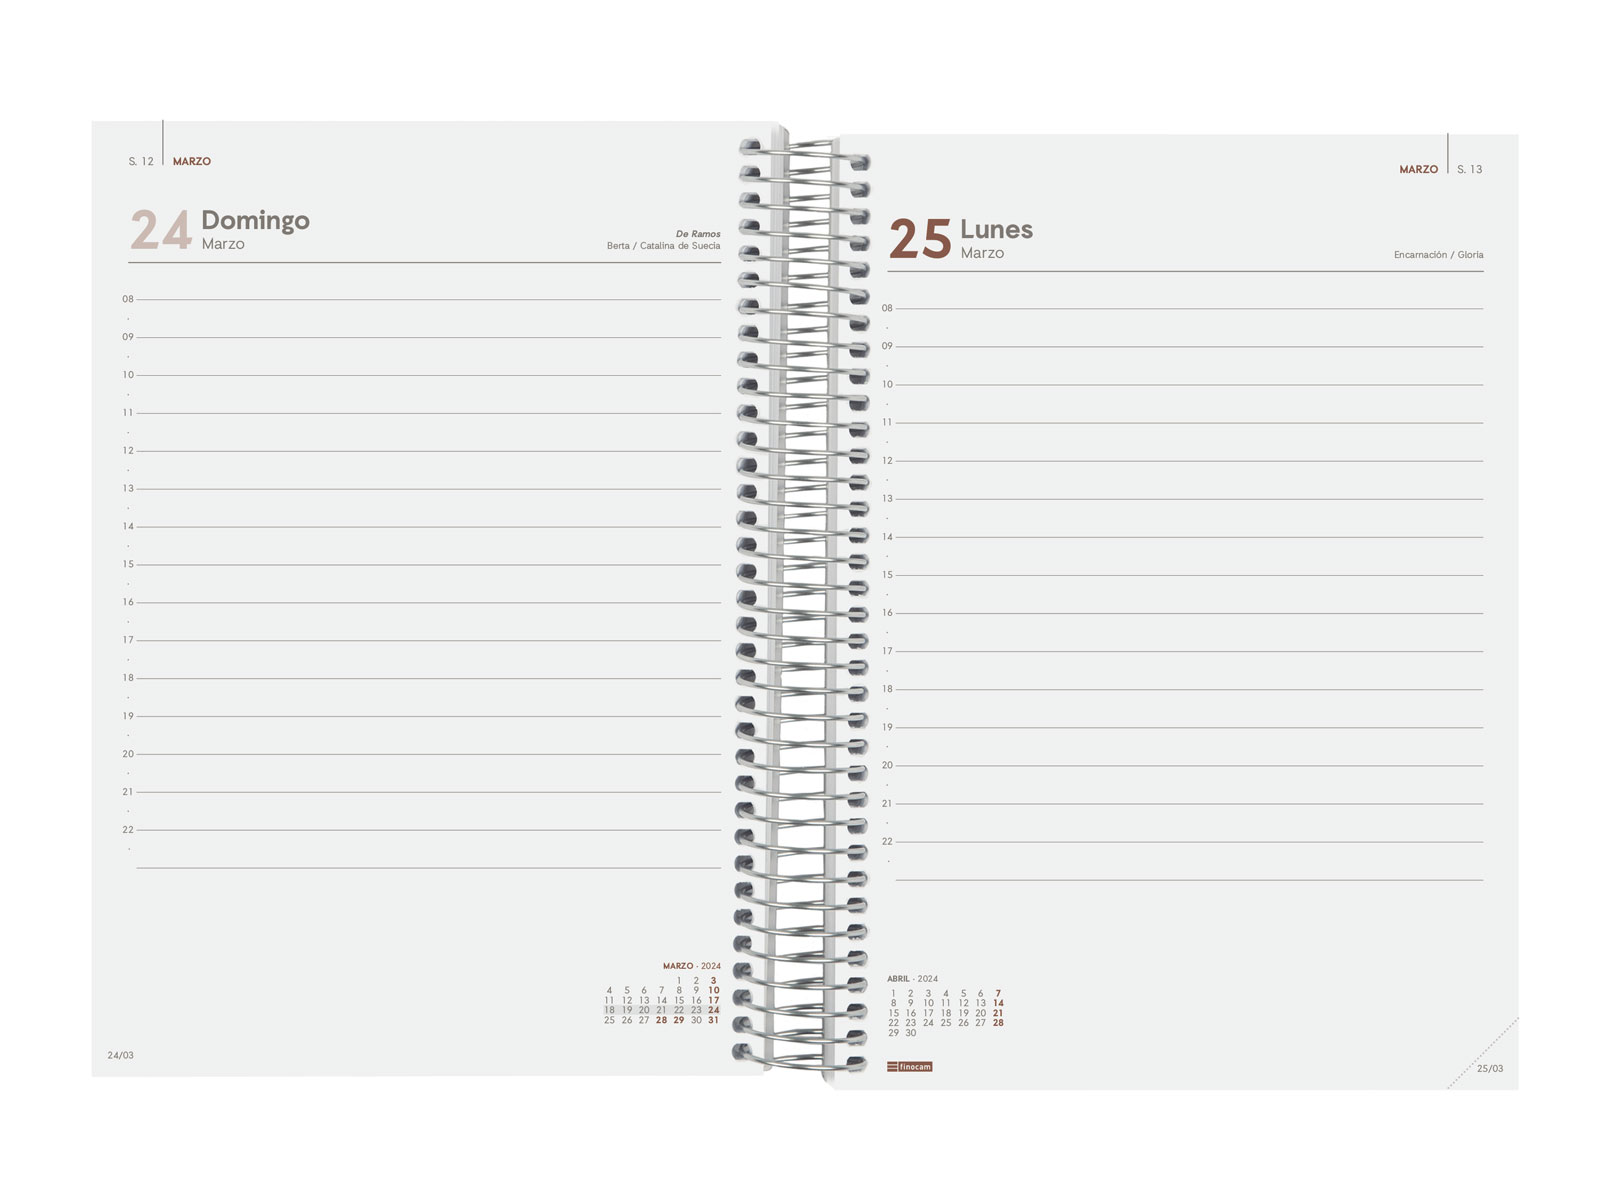 S. 12 MARZO
24 Domingo
Marzo
De Ramos
Berta / Catalina de Suecia
08
09
10
11
12
13
14
15
16
17
18
19
20
21
22
MARZO · 2024
1 2 3
4 5 6 7 8 9 10
11 12 13 14 15 16 17
18 19 20 21 22 23 24
25 26 27 28 29 30 31
24/03
MARZO S. 13
25 Lunes
Marzo
Encarnación / Gloria
08
09
10
11
12
13
14
15
16
17
18
19
20
21
22
ABRIL · 2024
1 2 3 4 5 6 7
8 9 10 11 12 13 14
15 16 17 18 19 20 21
22 23 24 25 26 27 28
29 30
finocam
25/03